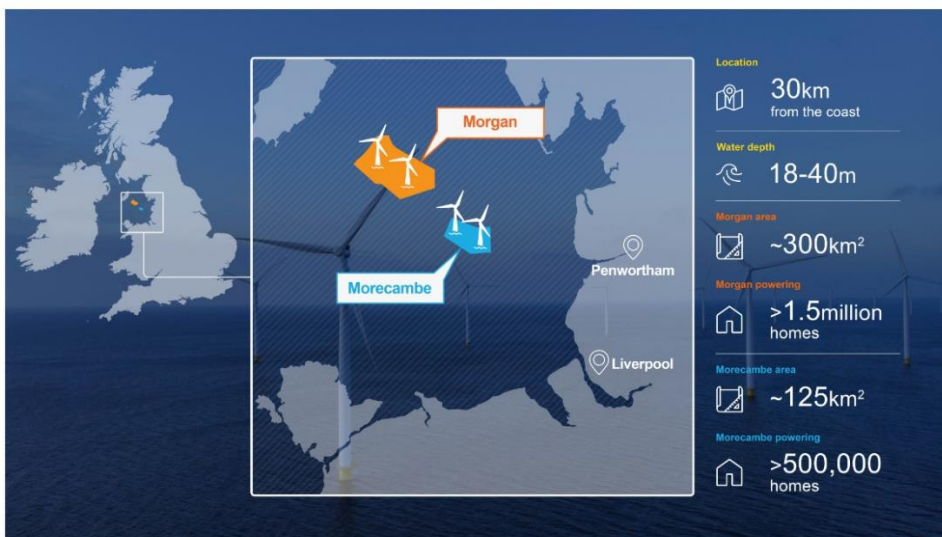 Morgan
Morecambe
Penwortham
Liverpool
Location
30km
from the coast
Water depth
18-40m
Morgan area
~300km²
Morgan powering
>1.5million
homes
Morecambe area
~125km²
Morecambe powering
>500,000
homes